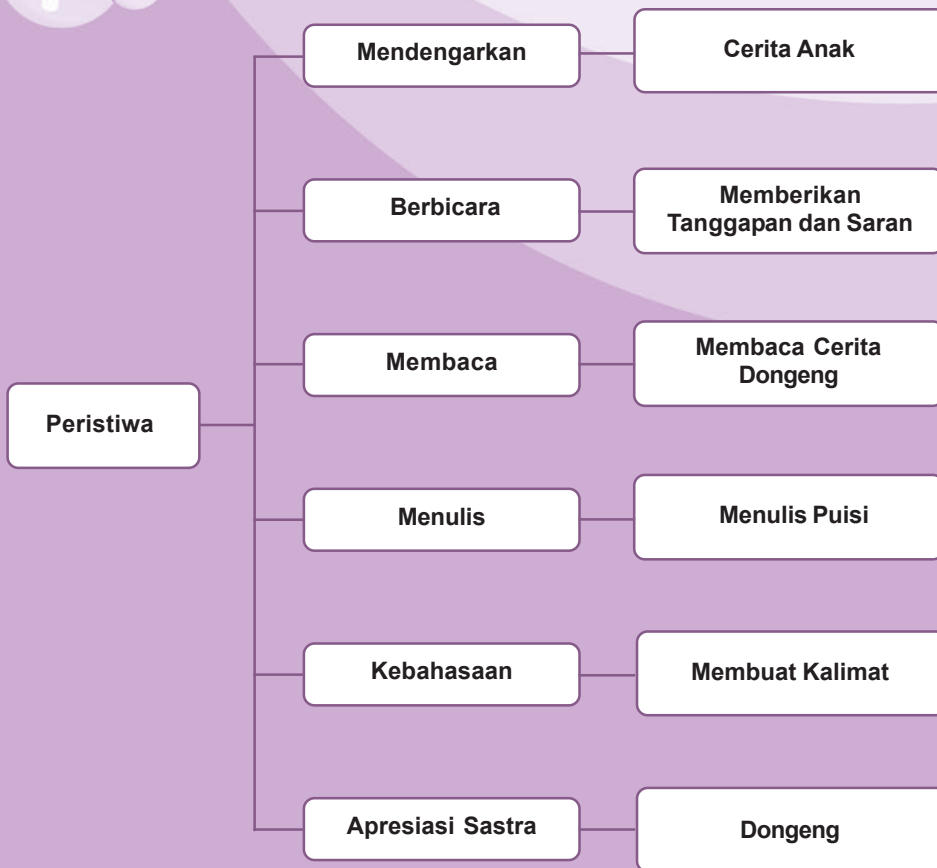 Mendengarkan
Cerita Anak
Berbicara
Memberikan
Tanggapan dan Saran
Membaca
Membaca Cerita
Dongeng
Peristiwa
Menulis
Menulis Puisi
Kebahasaan
Membuat Kalimat
Apresiasi Sastra
Dongeng